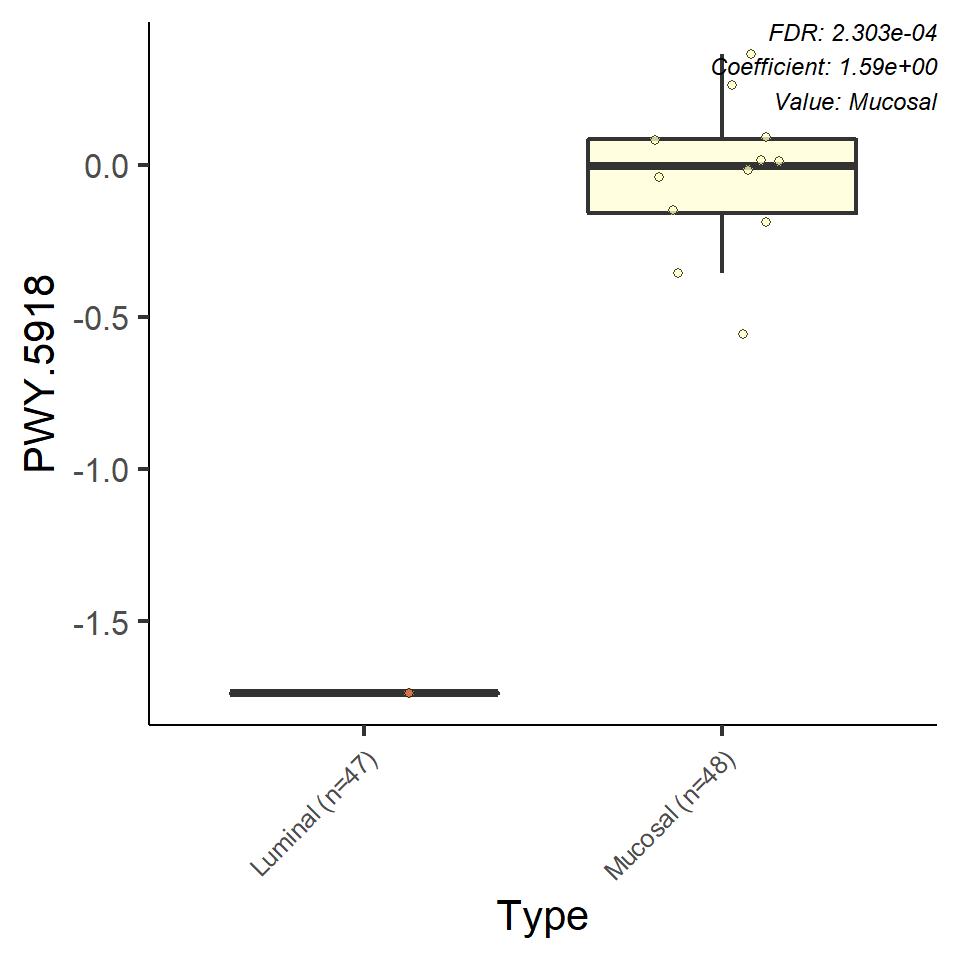 FDR: 2.303e-04
Coefficient: 1.59e+00
Value: Mucosal
PWY.5918
0.0
-0.5
-1.0
-1.5
Luminal (n=47)
Mucosal (n=48)
Type